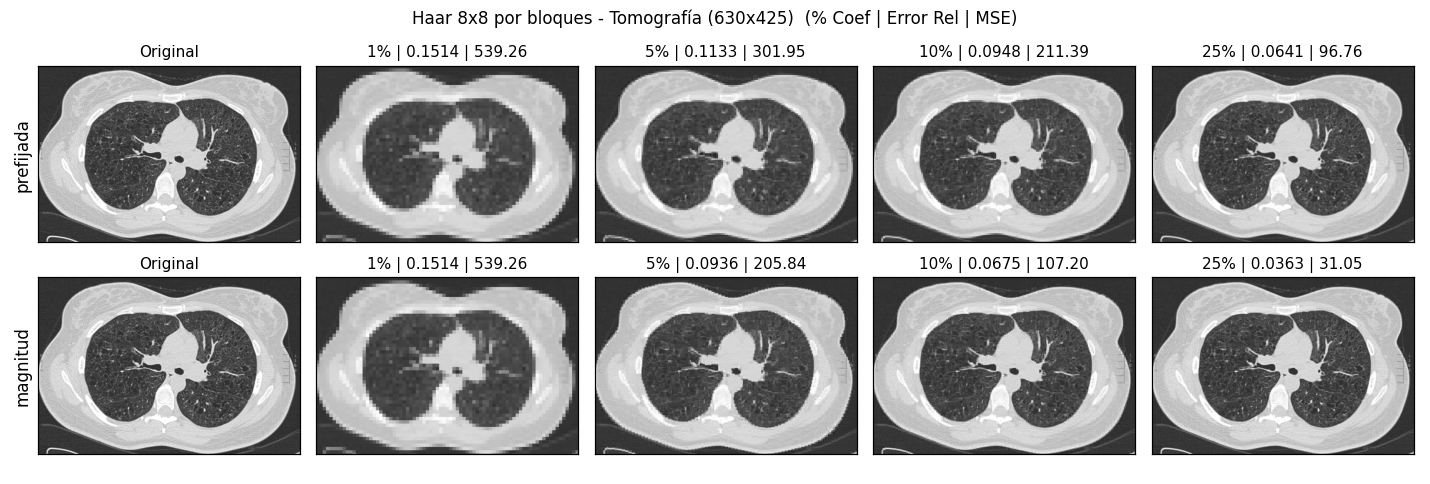 Haar 8x8 por bloques - Tomografía (630x425)  (% Coef | Error Rel | MSE)
Original
1% | 0.1514 | 539.26
5% | 0.1133 | 301.95
10% | 0.0948 | 211.39
25% | 0.0641 | 96.76
prefijada
Original
1% | 0.1514 | 539.26
5% | 0.0936 | 205.84
10% | 0.0675 | 107.20
25% | 0.0363 | 31.05
magnitud